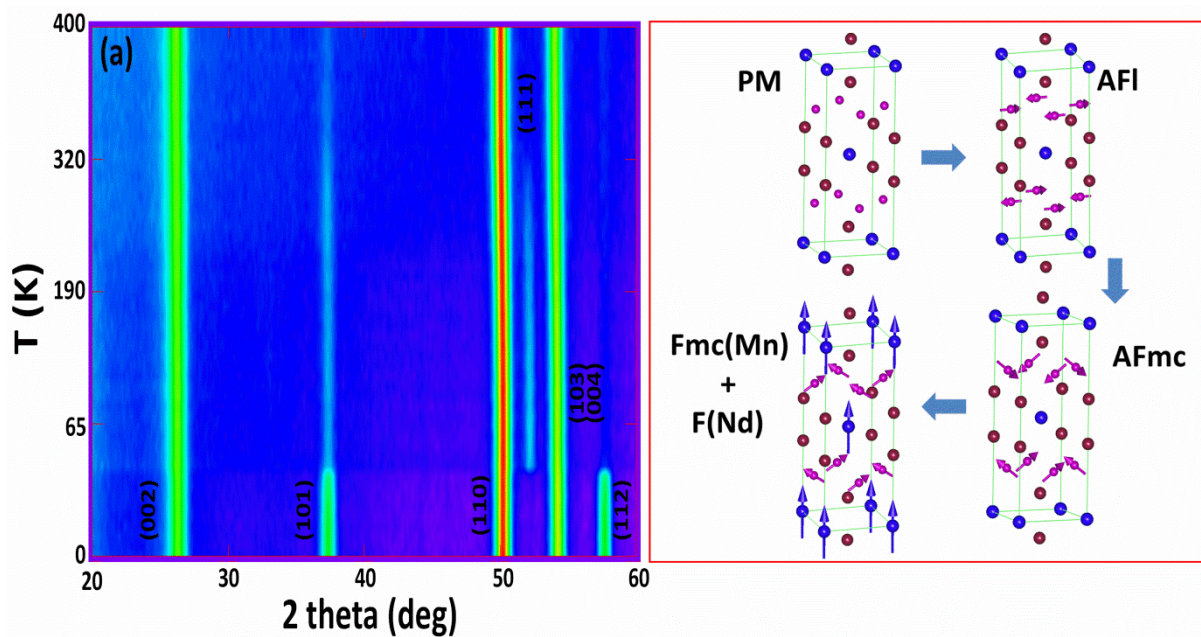 (a)
T (K)
400
320
190
65
0
(002)
(101)
(110)
(111)
(103)
(004)
(112)
20
30
40
50
60
2 theta (deg)
PM
AFl
Fmc(Mn)
+
F(Nd)
AFmc